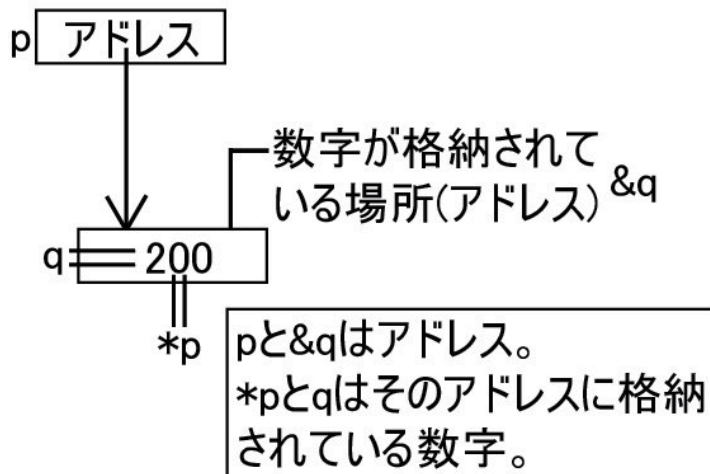 p アドレス
数字が格納されて
いる場所(アドレス) &q
q 200
*p
pと&qはアドレス。
*pとqはそのアドレスに格納
されている数字。